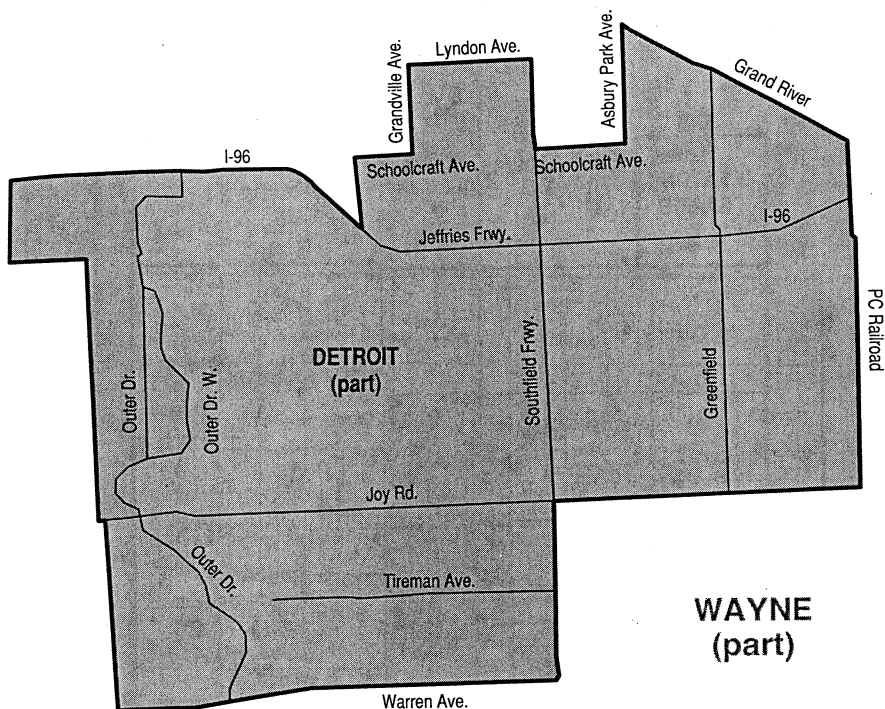 Grandville Ave.
Lyndon Ave.
Asbury Park Ave.
Grand River
I-96
Schoolcraft Ave.
Schoolcraft Ave.
I-96
Jeffries Frwy.
PC Railroad
DETROIT
(part)
Outer Dr.
Outer Dr. W.
Southfield Frwy.
Greenfield
Joy Rd.
Outer Dr.
Tireman Ave.
WAYNE
(part)
Warren Ave.